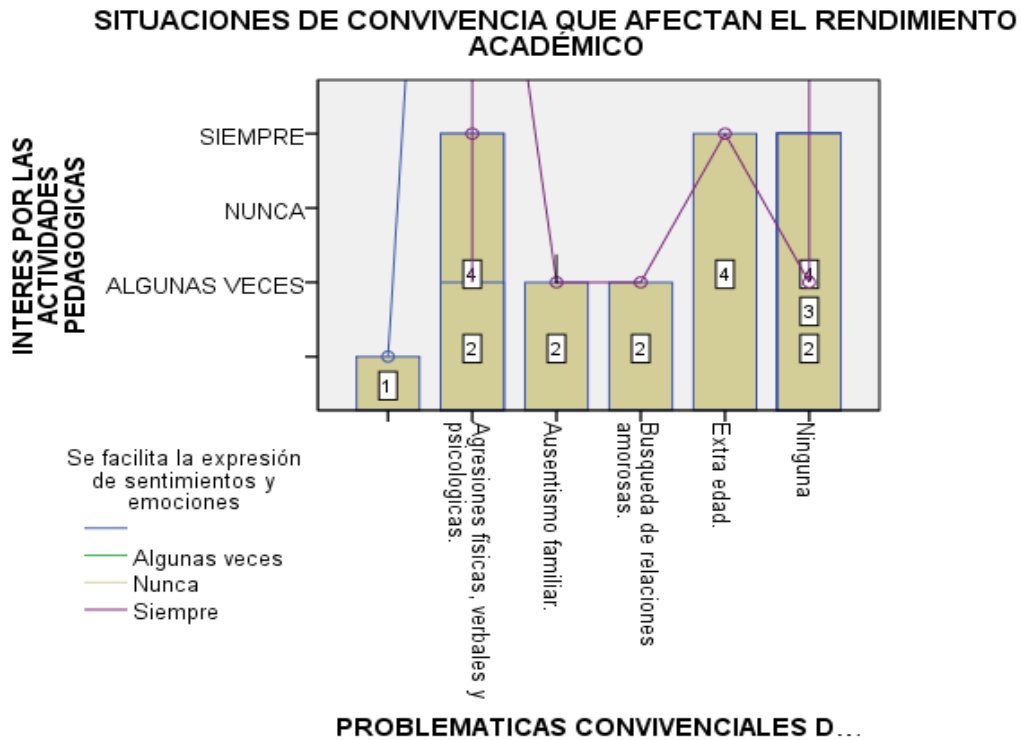 SITUACIONES DE CONVIVENCIA QUE AFECTAN EL RENDIMIENTO
ACADÉMICO
INTERES POR LAS
ACTIVIDADES
PEDAGOGICAS
SIEMPRE
NUNCA
ALGUNAS VECES
1
4
2
2
2
4
4
3
2
Agresiones físicas, verbales y
psicologicas.
Ausentismo familiar.
Busqueda de relaciones
amorosas.
Extra edad.
Ninguna
Se facilita la expresión
de sentimientos y
emociones
Algunas veces
Nunca
Siempre
PROBLEMATICAS CONVIVENCIALES D...